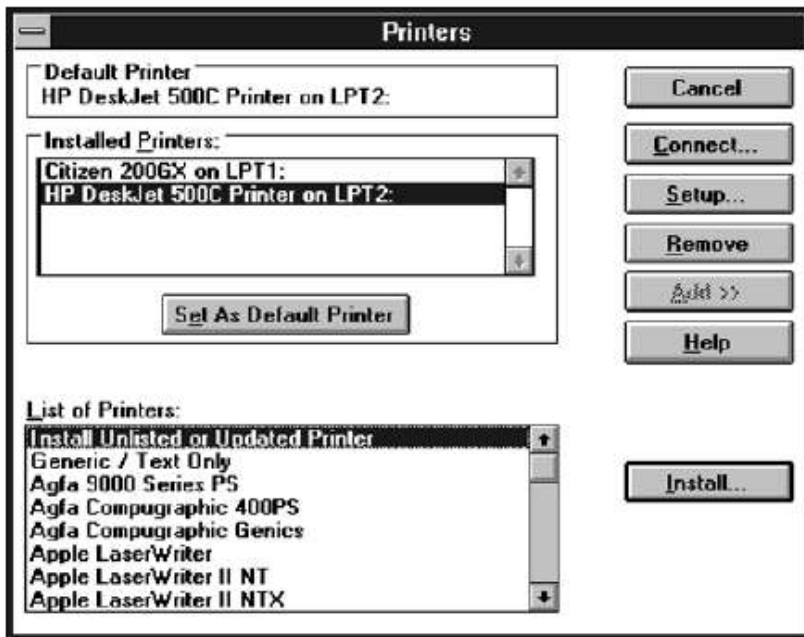 Printers
Default Printer
HP DeskJet 500C Printer on LPT2:
Installed Printers:
Citizen 200GX on LPT1:
HP DeskJet 500C Printer on LPT2:
Set As Default Printer
Cancel
Connect...
Setup...
Remove
Add >>
Help
List of Printers:
Install Unlisted or Updated Printer
Generic / Text Only
Agfa 9000 Series PS
Agfa Compugraphic 400PS
Agfa Compugraphic Genics
Apple LaserWriter
Apple LaserWriter II NT
Apple LaserWriter II NTX
Install...